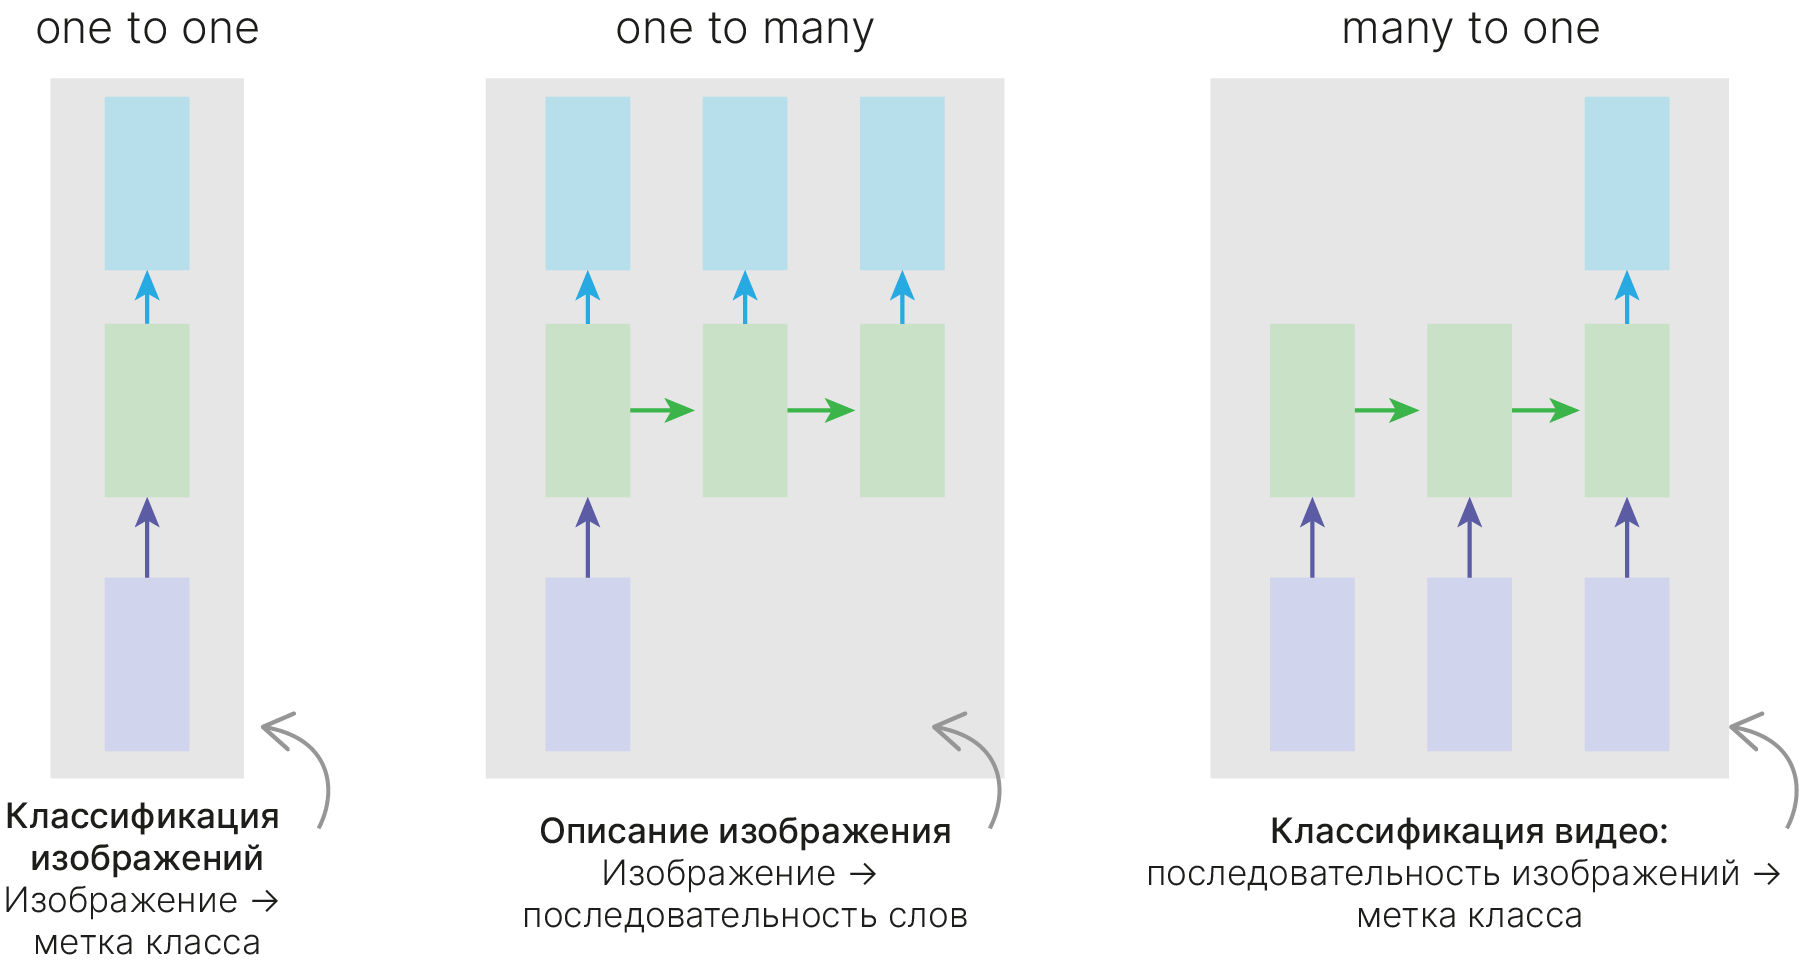 one to one
one to many
many to one
Классификация
изображений
Изображение →
метка класса
Описание изображения
Изображение →
последовательность слов
Классификация видео:
последовательность изображений →
метка класса